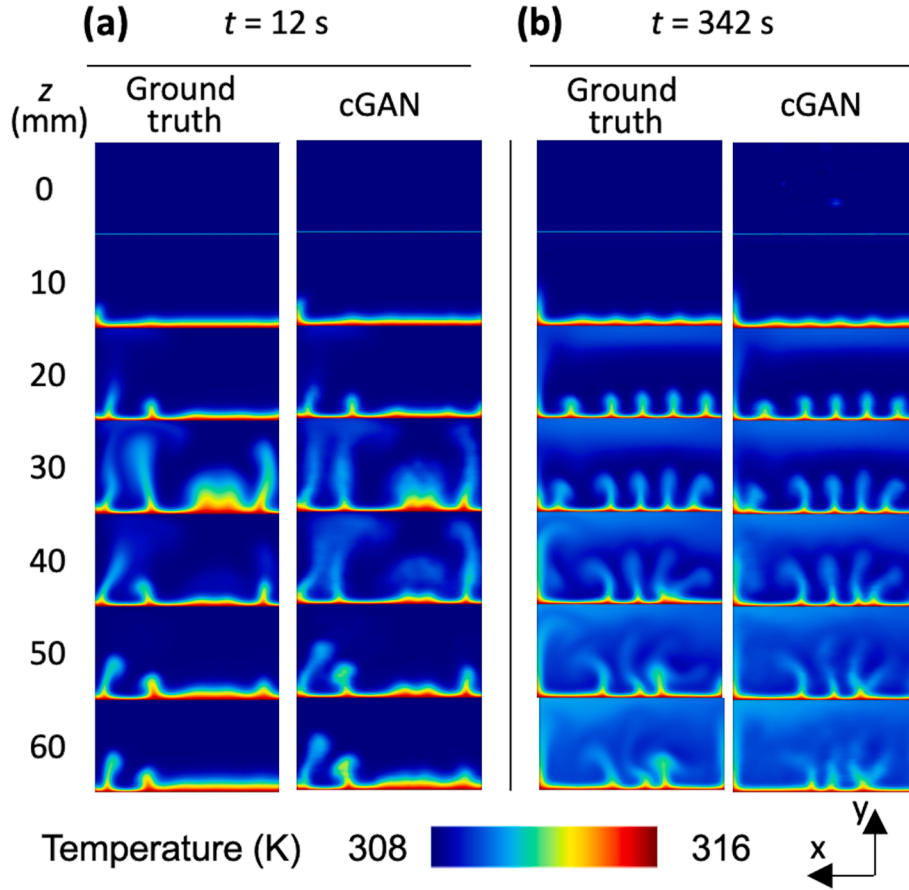 (a) t = 12 s
(b) t = 342 s
z
(mm)
Ground
truth
cGAN
Ground
truth
cGAN
0
10
20
30
40
50
60
Temperature (K) 308 316
y
x